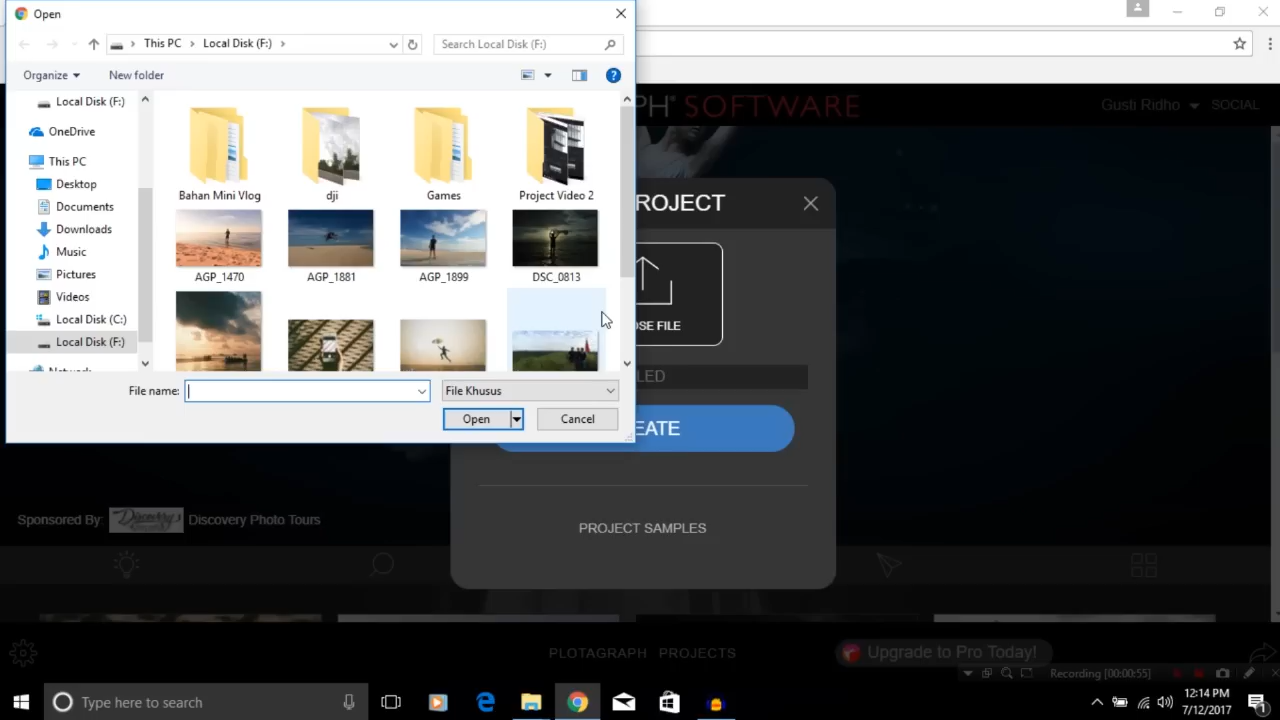 Open
This PC
Local Disk (F:)
Search Local Disk (F:)
Organize
New folder
Local Disk (F:)
OneDrive
This PC
Desktop
Documents
Downloads
Music
Pictures
Videos
Local Disk (C:)
Local Disk (F:)
Bahan Mini Vlog
dji
Games
Project Video 2
AGP_1470
AGP_1881
AGP_1899
DSC_0813
File name:
File Khusus
Open
Cancel
PH® SOFTWARE
Gusti Ridho
SOCIAL
ROJECT
OSE FILE
LED
EATE
PROJECT SAMPLES
Sponsored By:
Discovery
Discovery Photo Tours
PLOTAGRAPH
PROJECTS
Upgrade to Pro Today!
Recording [00:00:55]
Type here to search
12:14 PM
7/12/2017
1